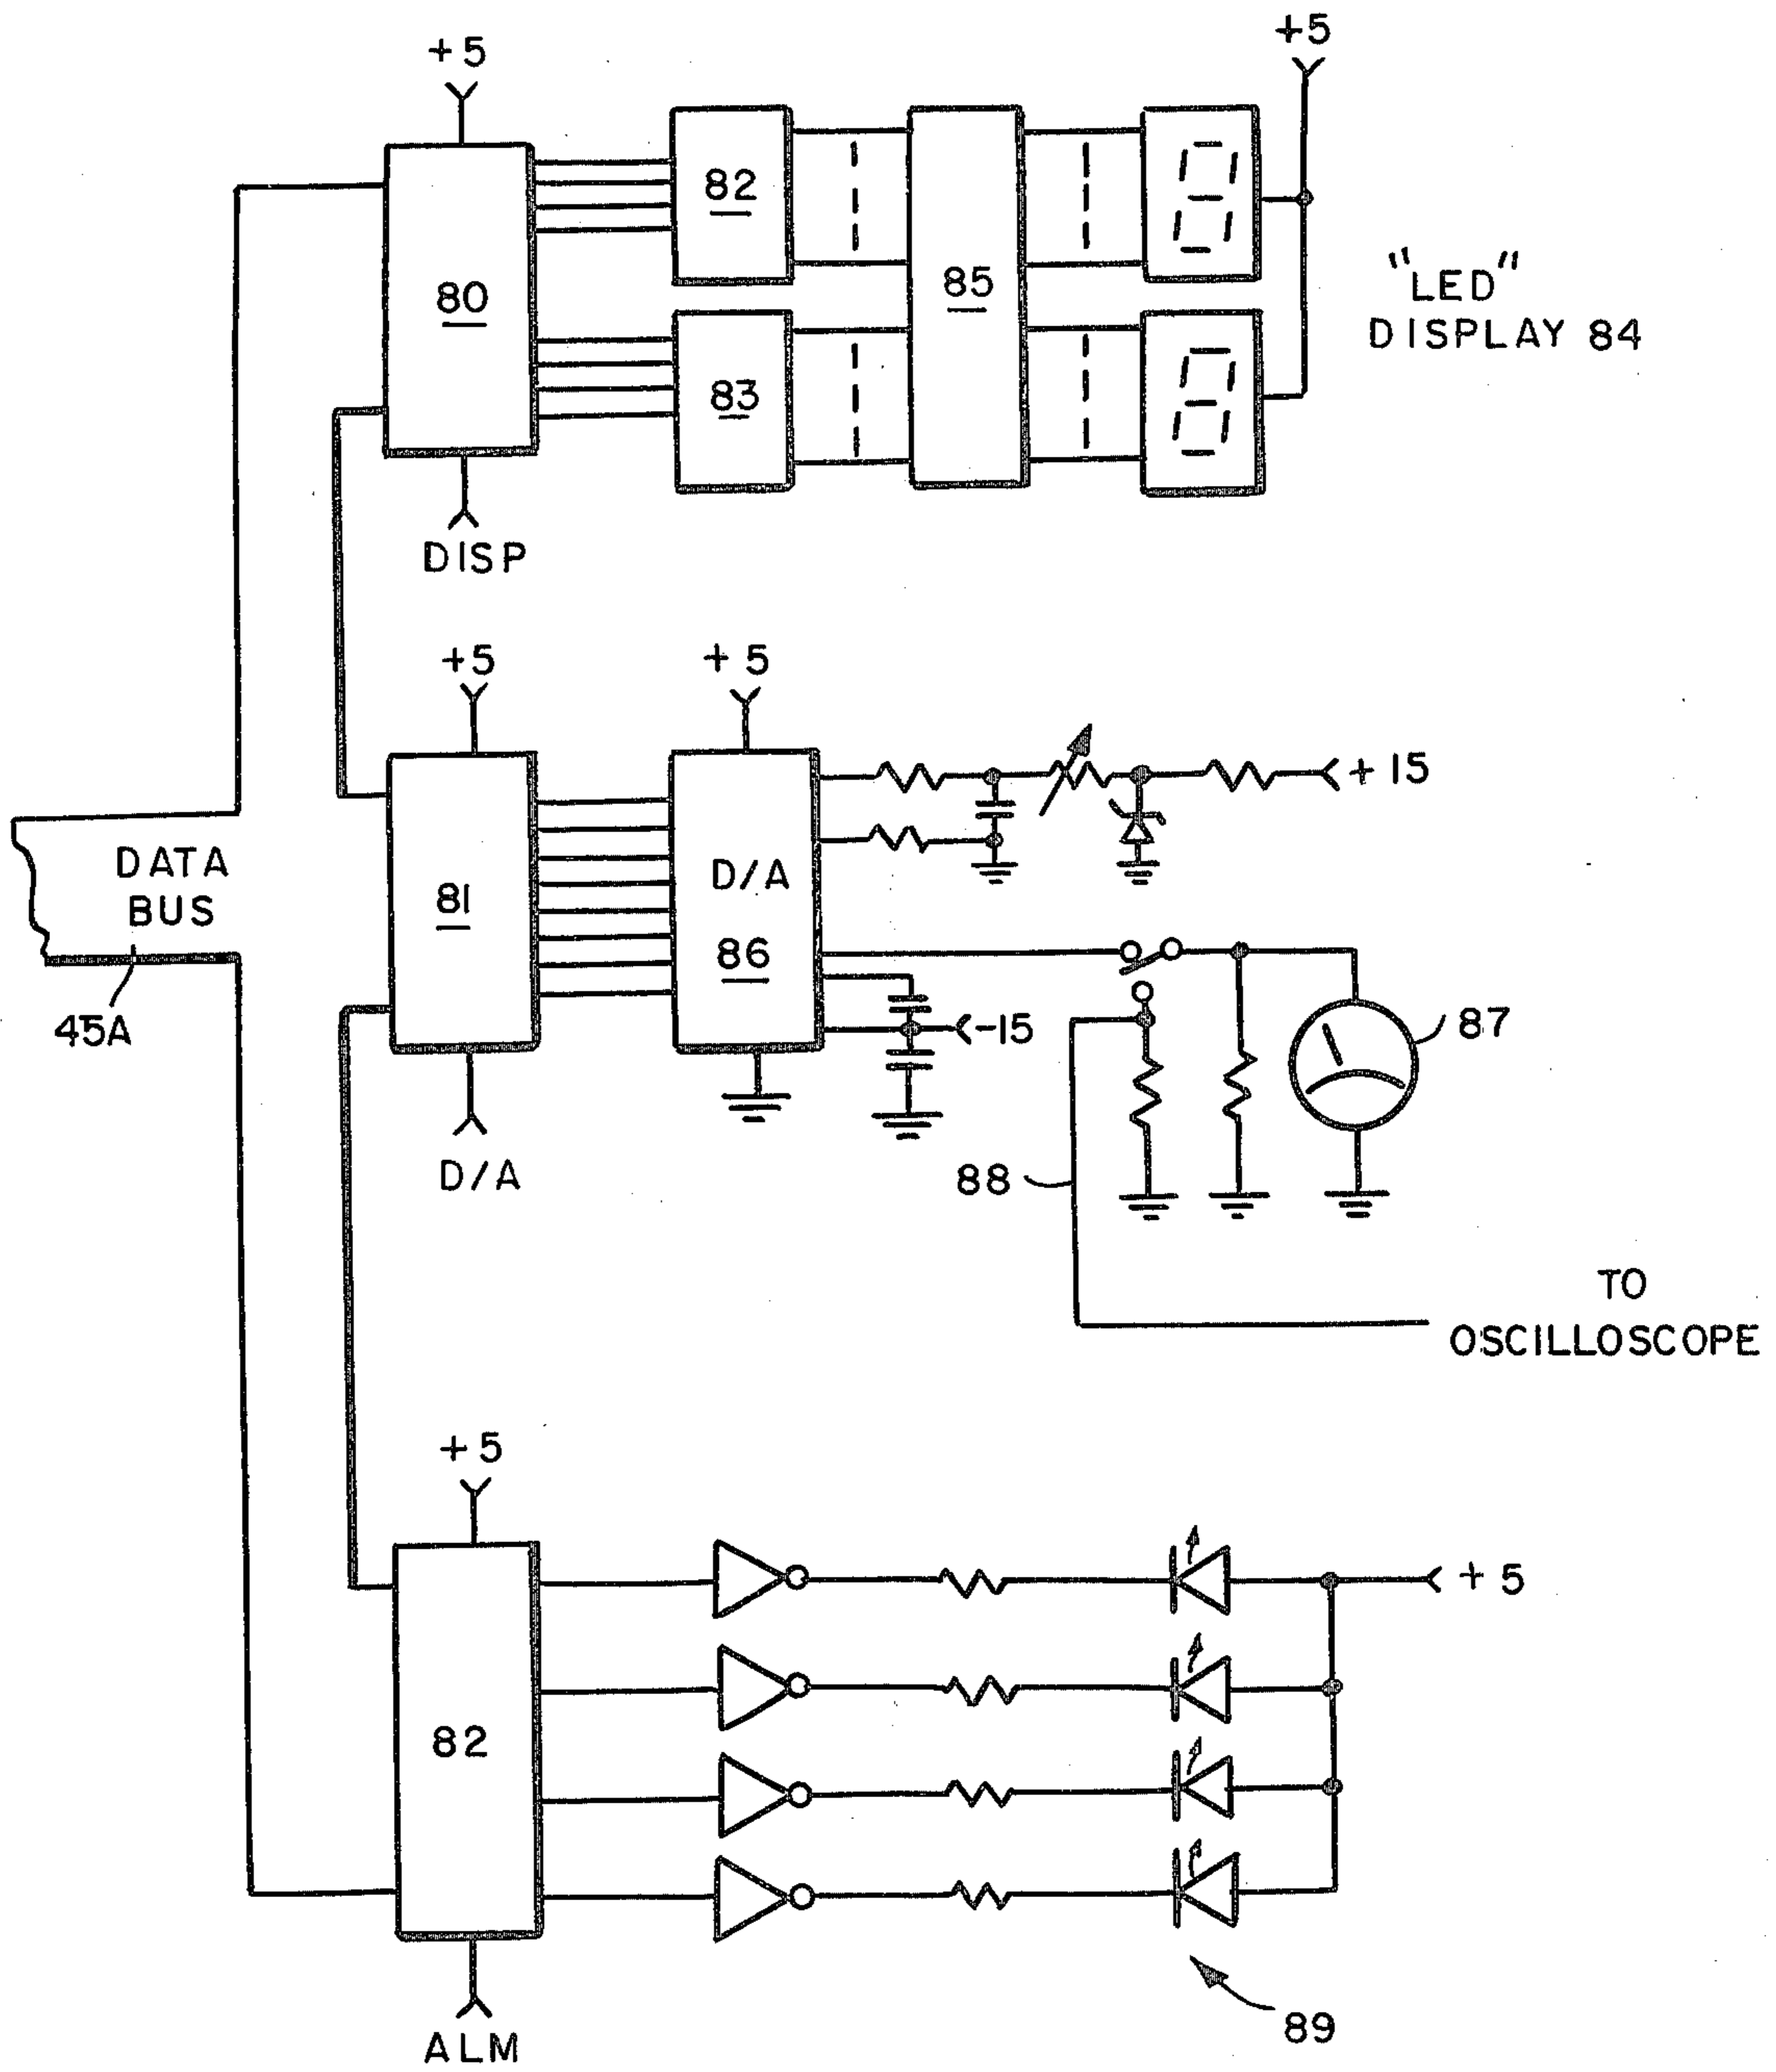 +5
+5
82
80
85
"LED"
DISPLAY 84
83
DISP
+5
+5
+15
DATA
BUS
D/A
81
86
45A
-15
87
D/A
88
TO
OSCILLOSCOPE
+5
+5
82
89
ALM